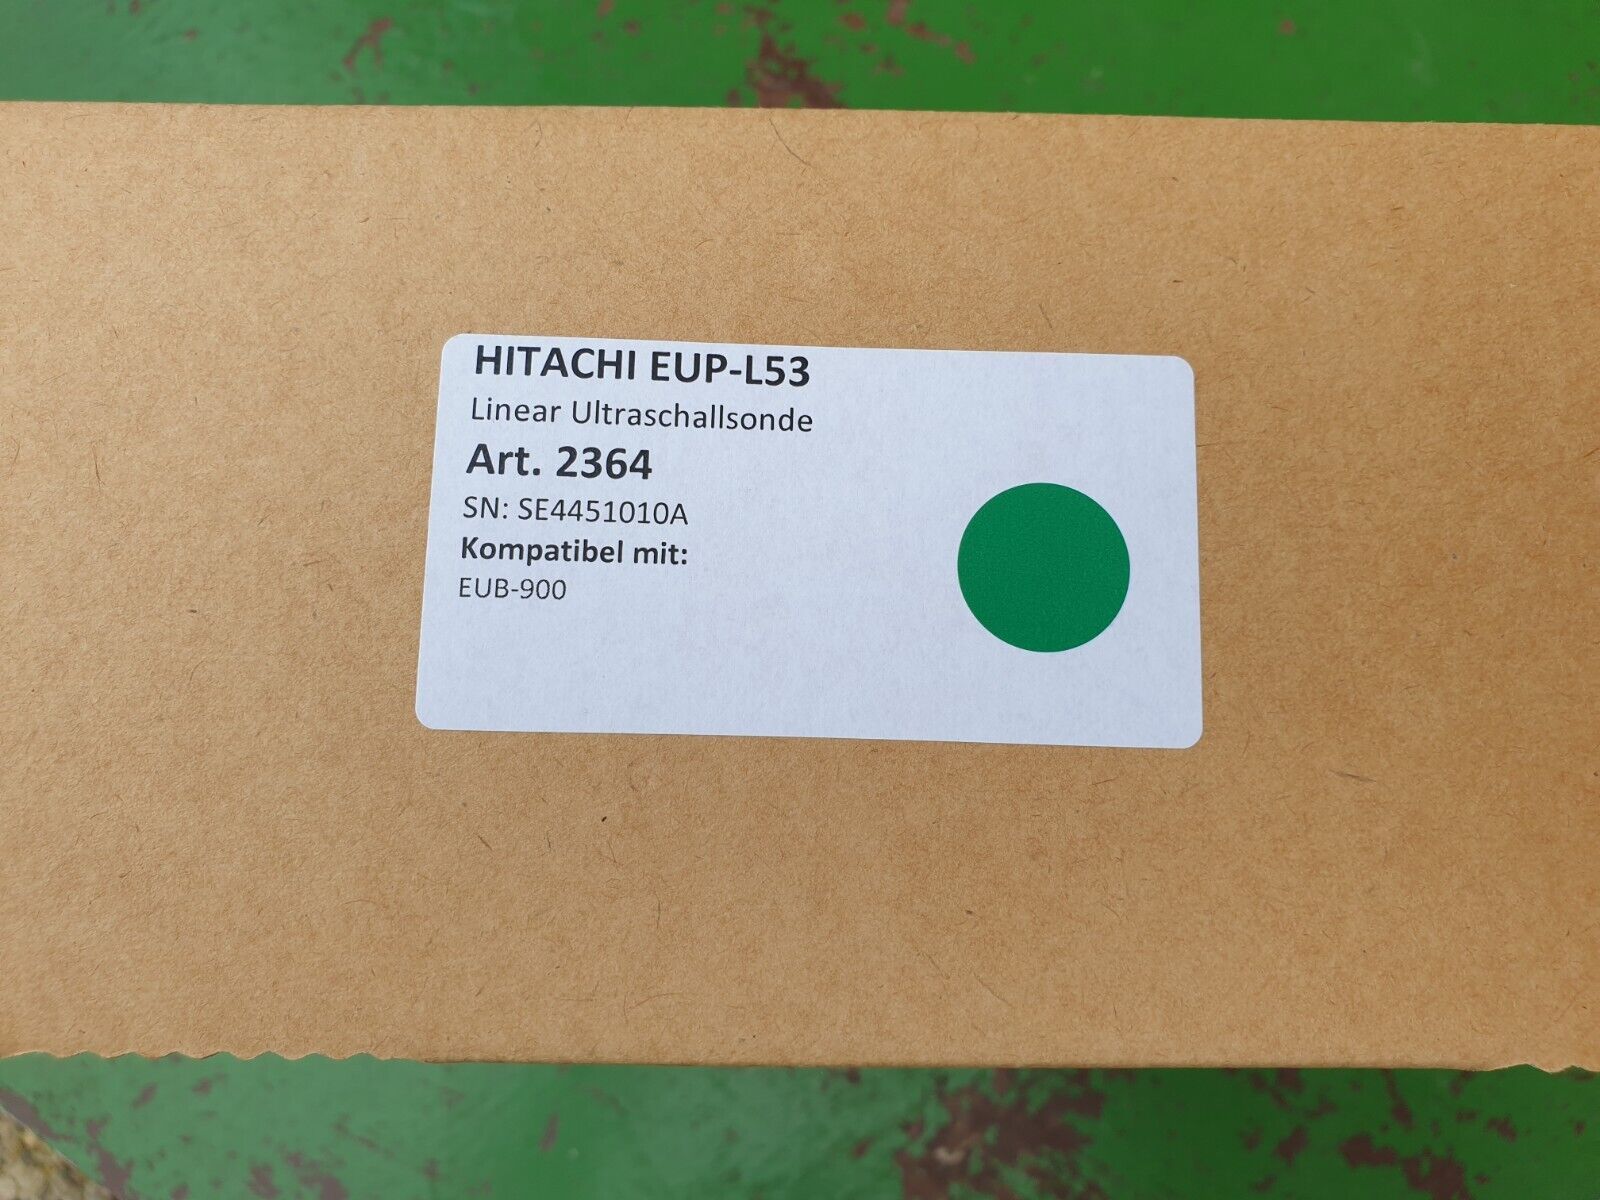 HITACHI EUP-L53
Linear Ultraschallsonde
Art. 2364
SN: SE4451010A
Kompatibel mit:
EUB-900